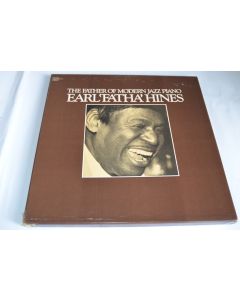 THE FATHER OF MODERN JAZZ PIANO
EARL 'FATHA' HINES